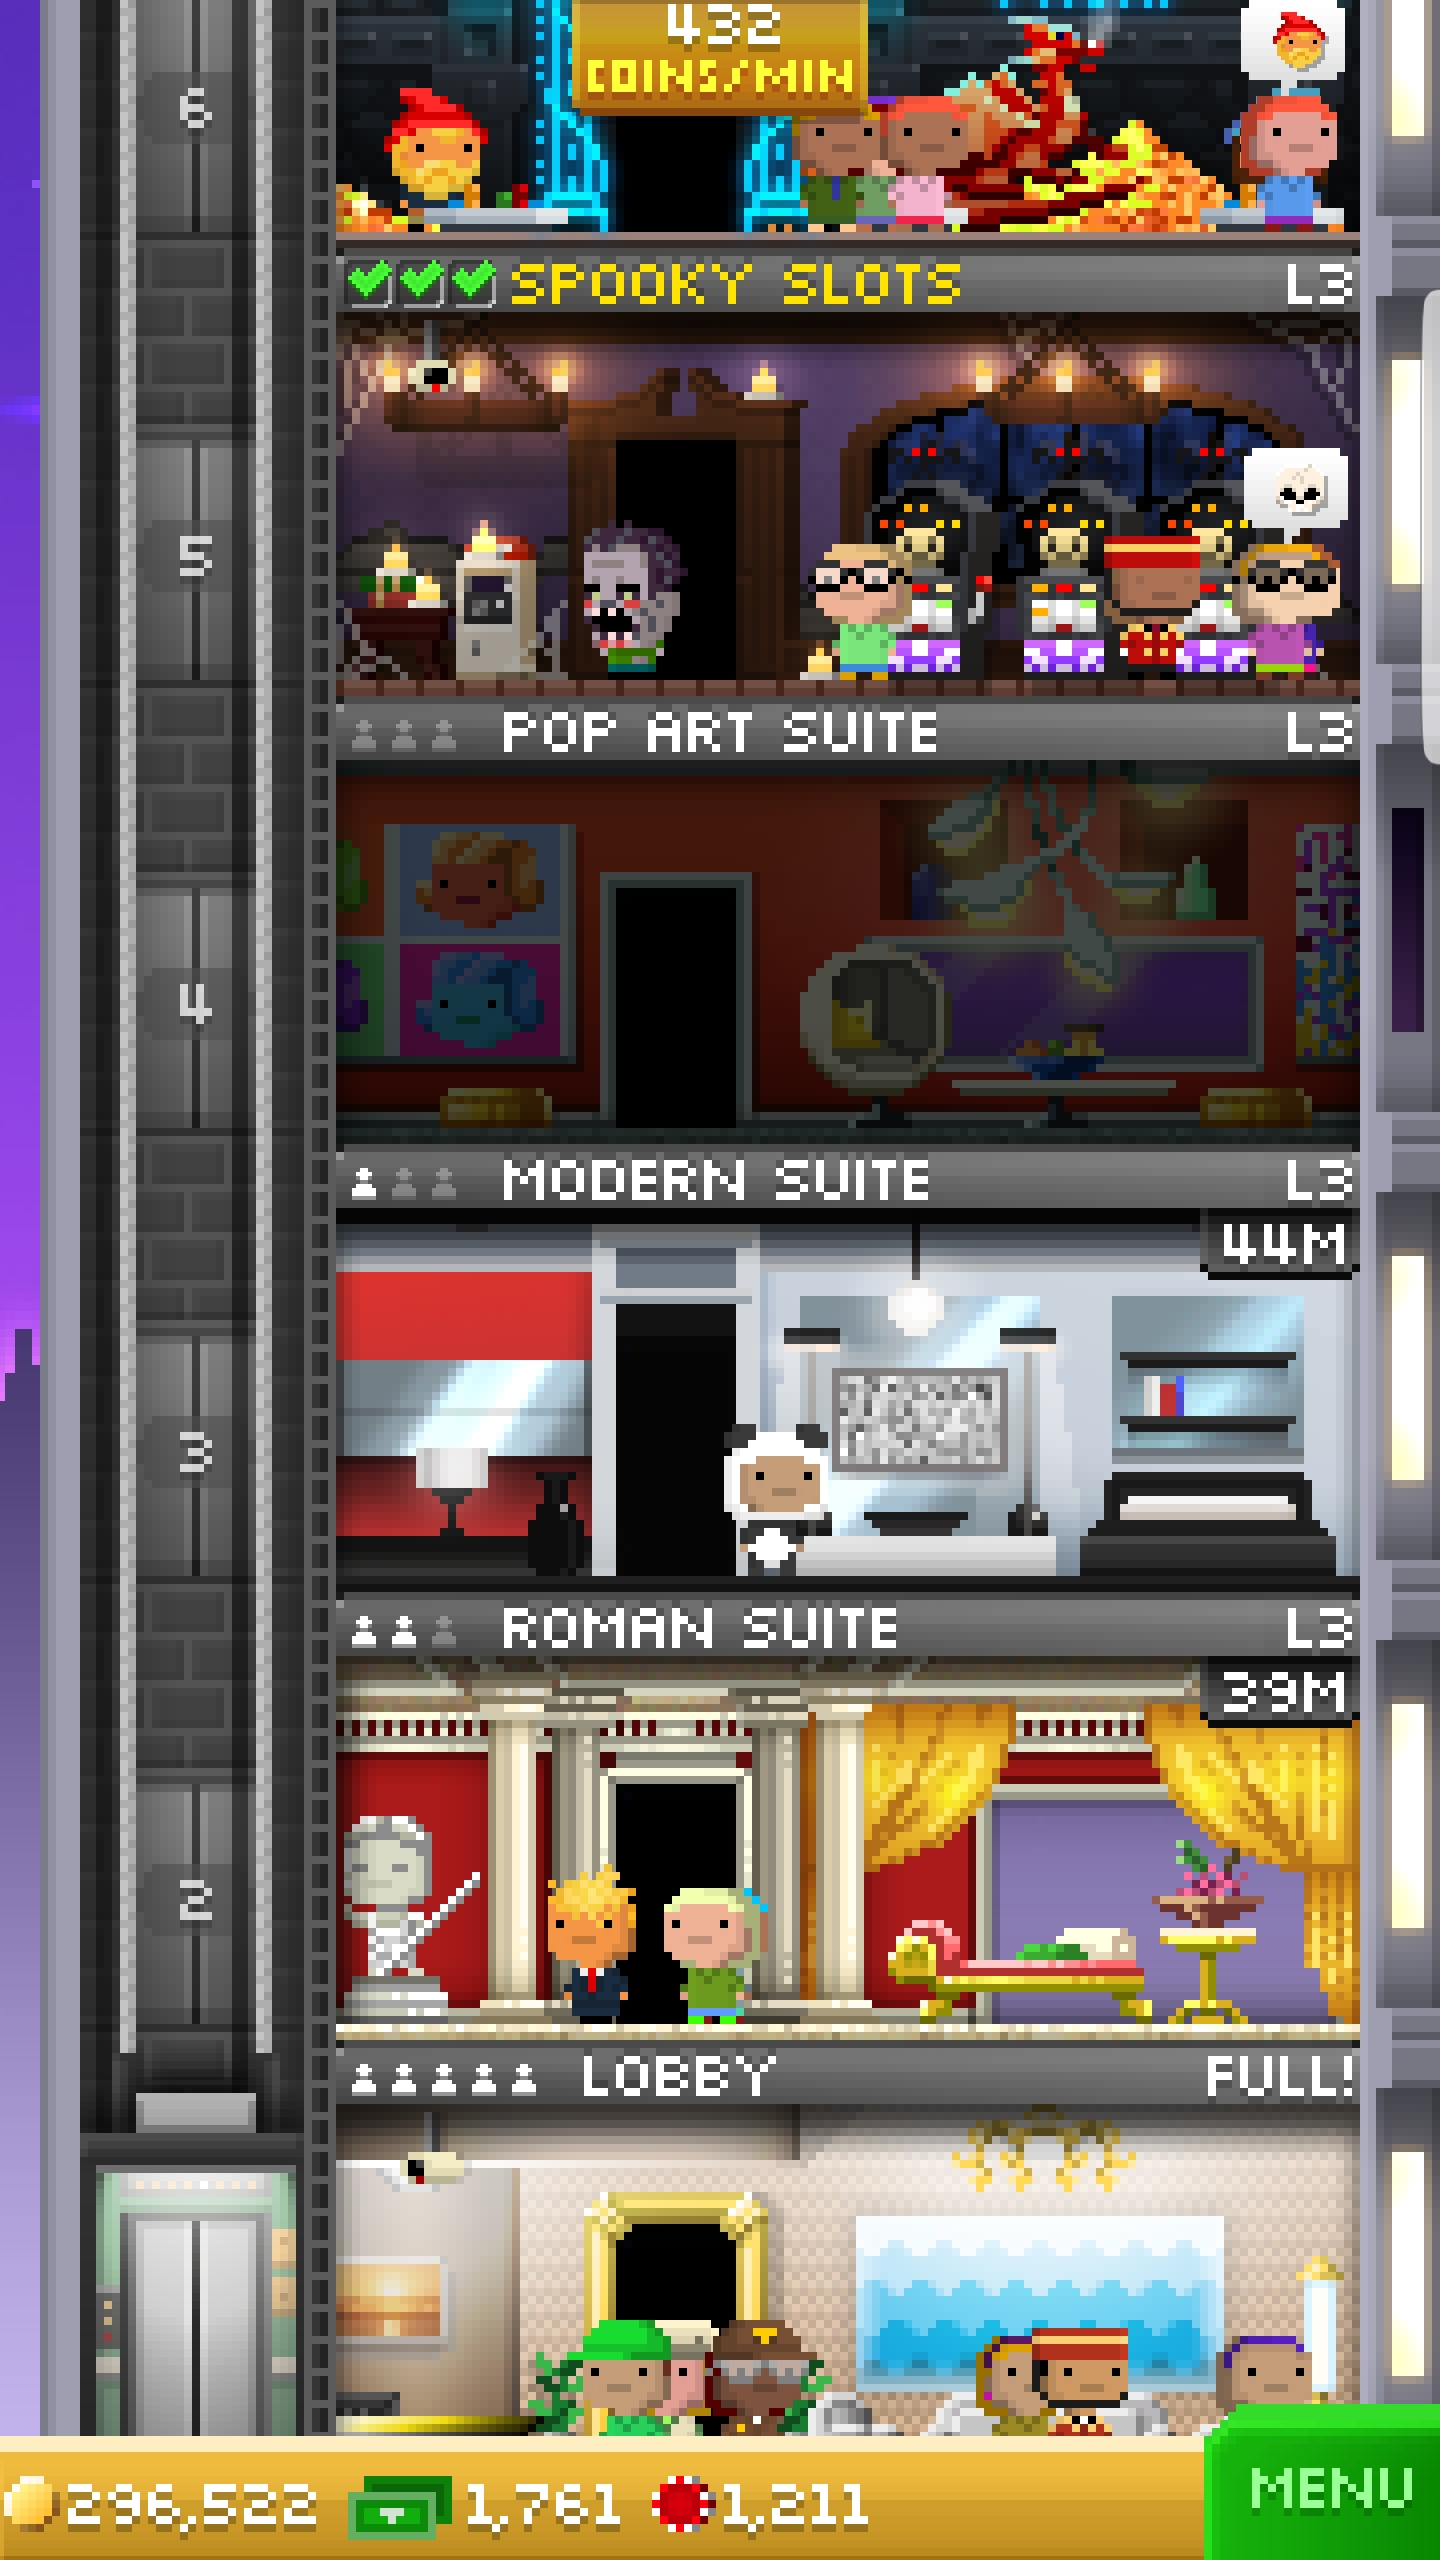 432
COINS/MIN
6
SPOOKY SLOTS L3
5
POP ART SUITE L3
4
MODERN SUITE L3
44M
3
ROMAN SUITE L3
39M
2
LOBBY FULL!
296,522 1,761 1,211
MENU